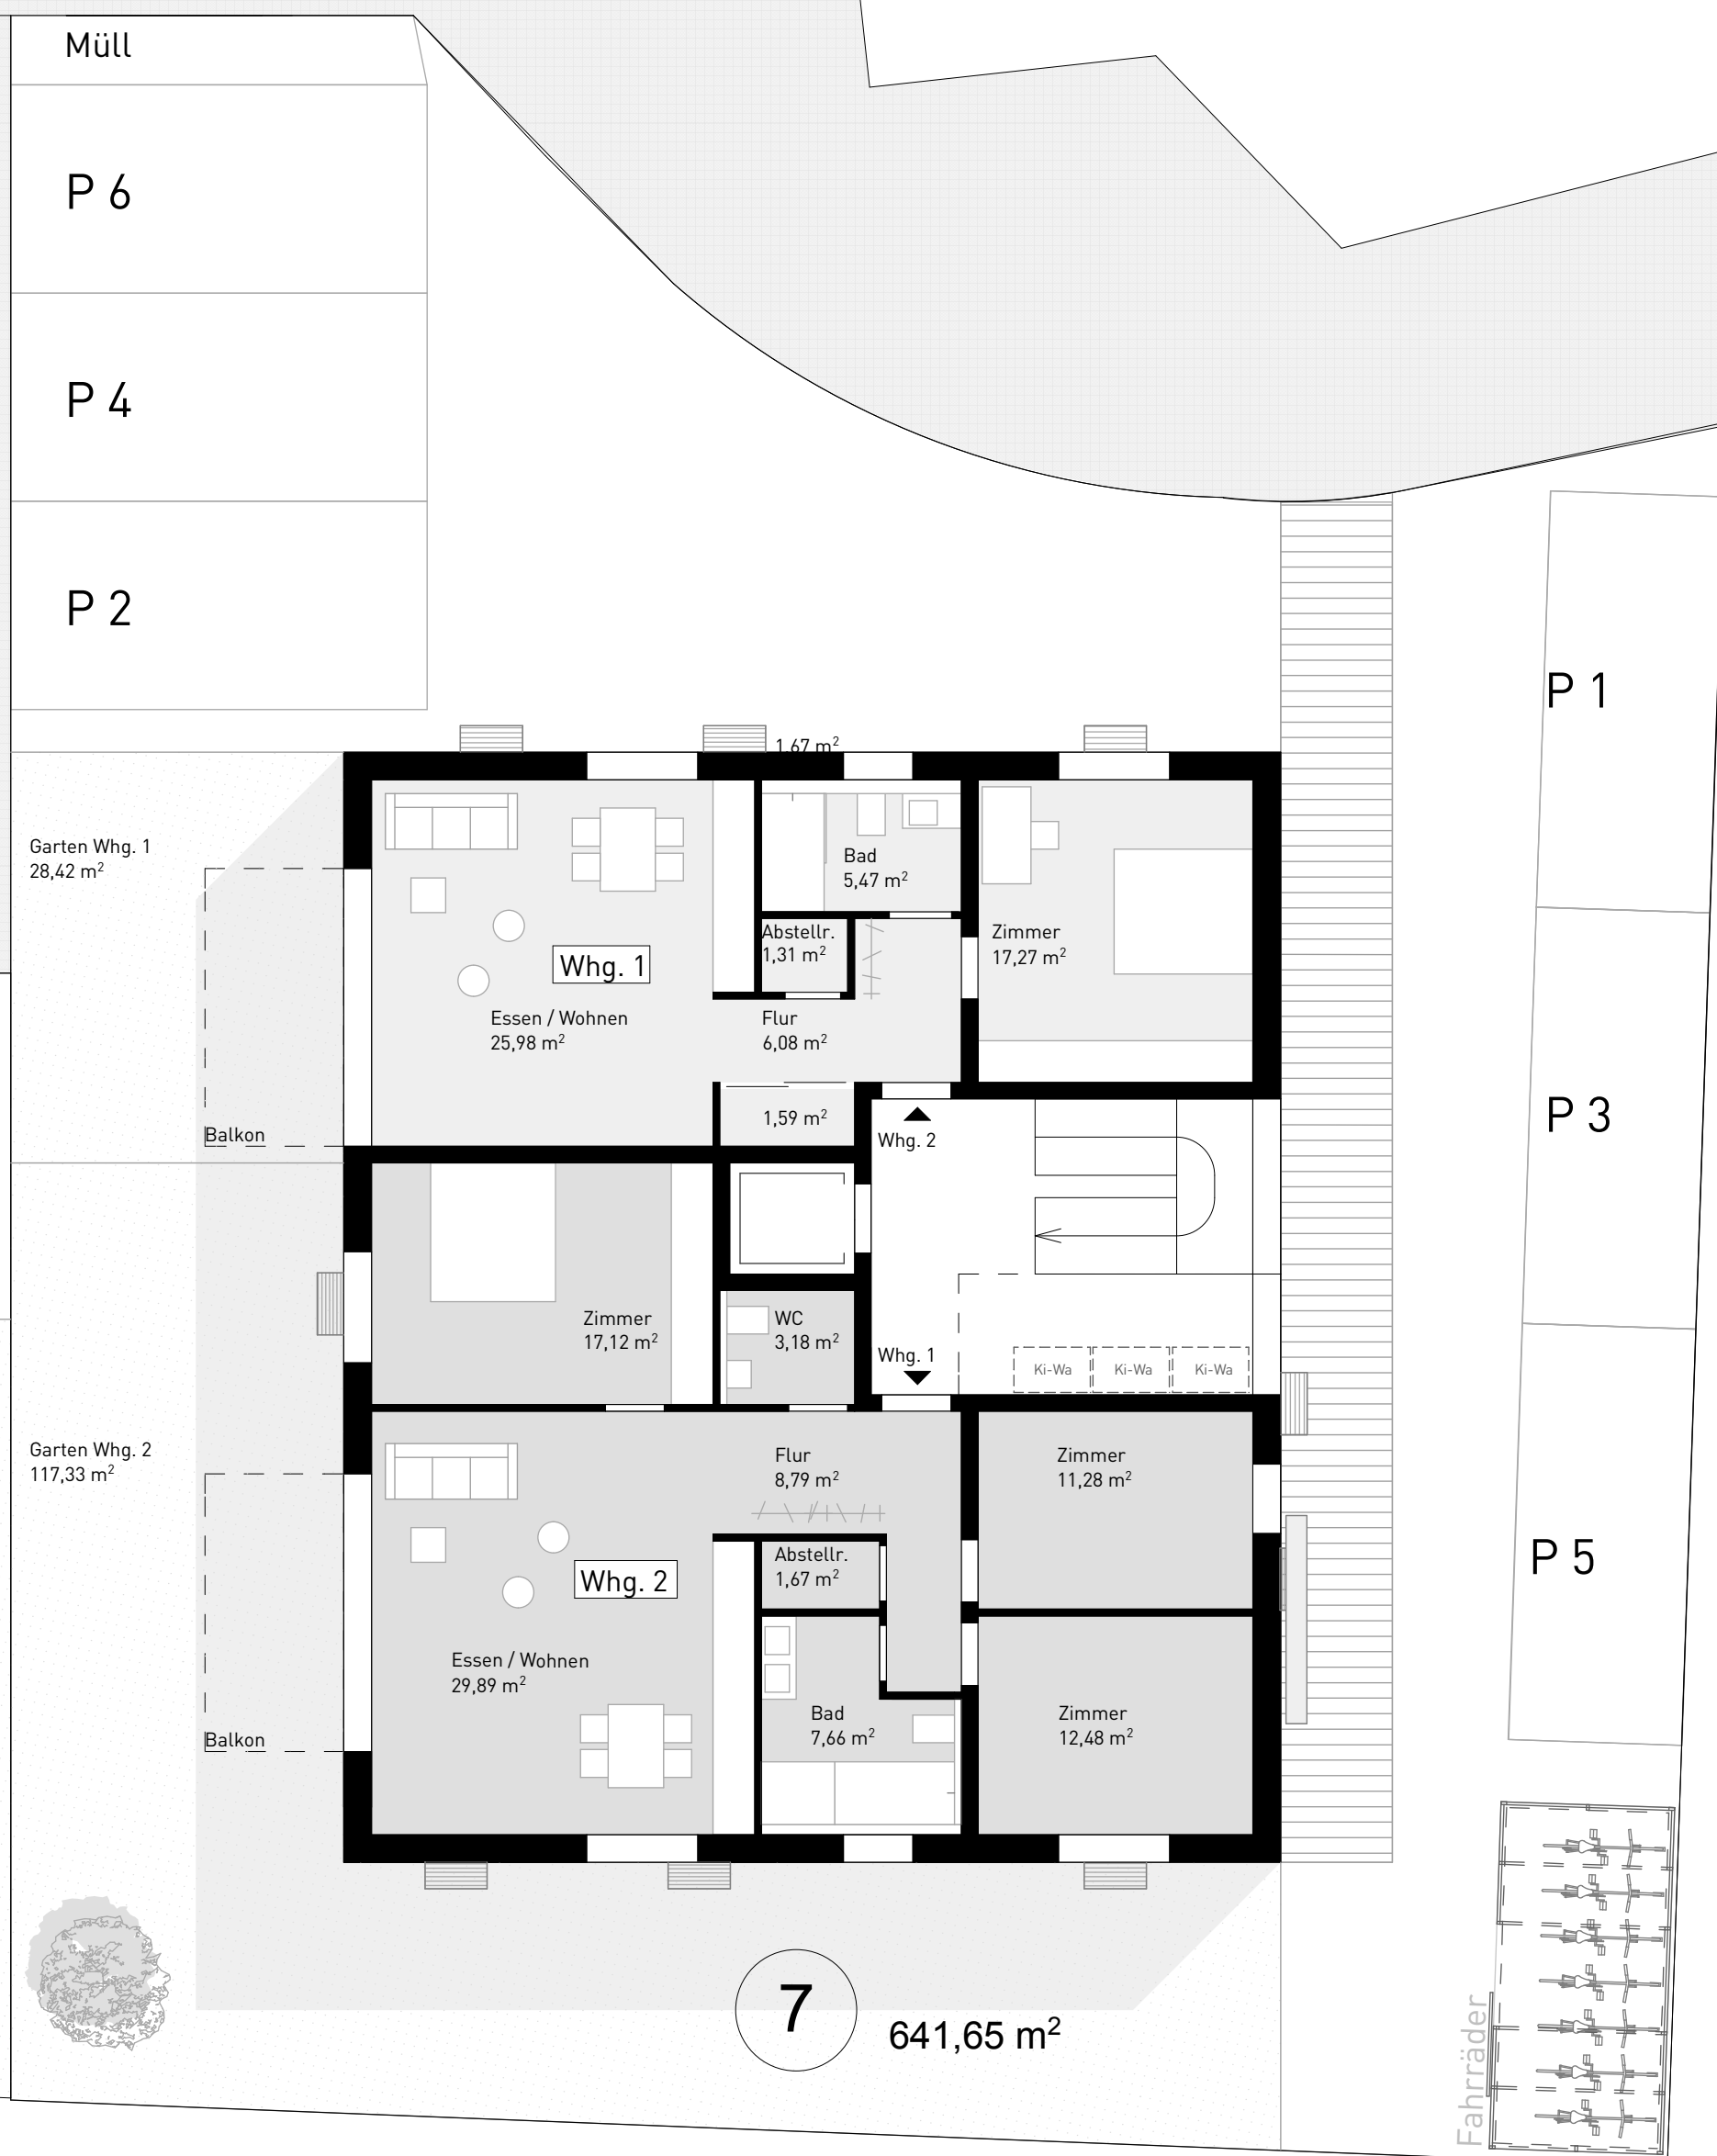 Müll
P 6
P 4
P 2
P 1
P 3
P 5
1,67 m²
Garten Whg. 1
28,42 m²
Bad
5,47 m²
Abstellr.
1,31 m²
Zimmer
17,27 m²
Whg. 1
Essen / Wohnen
25,98 m²
Flur
6,08 m²
1,59 m²
Balkon
Whg. 2
Zimmer
17,12 m²
WC
3,18 m²
Whg. 1
Ki-Wa
Ki-Wa
Ki-Wa
Garten Whg. 2
117,33 m²
Flur
8,79 m²
Zimmer
11,28 m²
Abstellr.
1,67 m²
Whg. 2
Essen / Wohnen
29,89 m²
Bad
7,66 m²
Zimmer
12,48 m²
Balkon
7
641,65 m²
Fahrräder